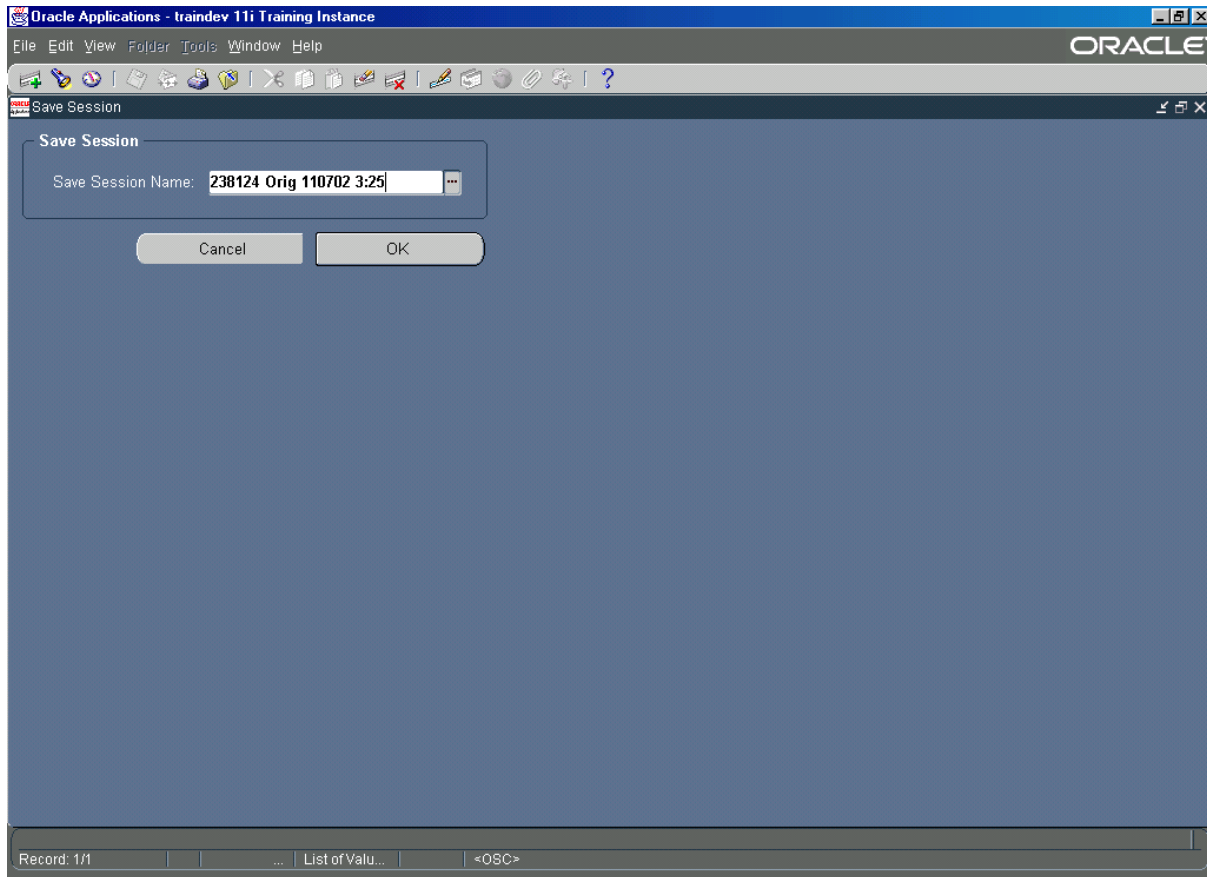 Oracle Applications - traindev 11i Training Instance
File Edit View Folder Tools Window Help
ORACLE
?
Save Session
Save Session
Save Session Name: 238124 Orig 110702 3:25 ...
Cancel OK
Record: 1/1 ... List of Valu... <OSC>